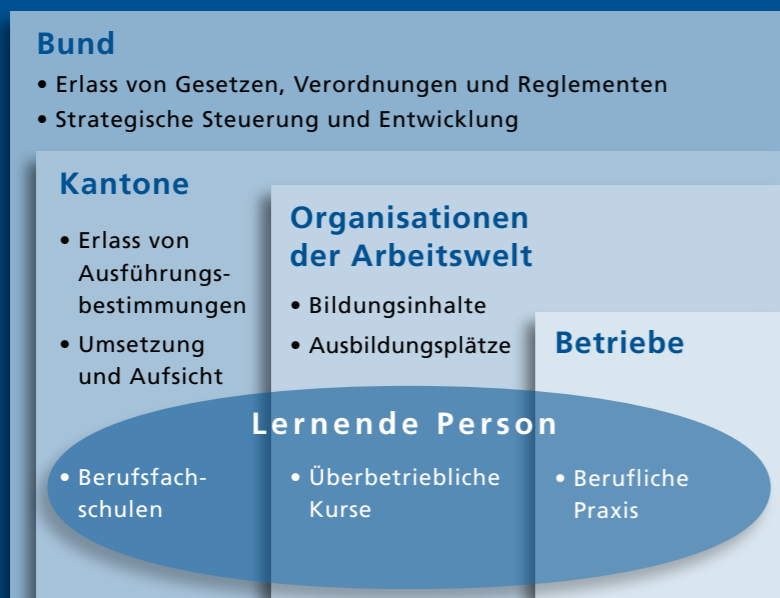 Bund
• Erlass von Gesetzen, Verordnungen und Reglementen
• Strategische Steuerung und Entwicklung
Kantone
• Erlass von
Ausführungs-
bestimmungen
• Umsetzung
und Aufsicht
Organisationen
der Arbeitswelt
• Bildungsinhalte
• Ausbildungsplätze
Betriebe
Lernende Person
• Berufsfach-
schulen
• Überbetriebliche
Kurse
• Berufliche
Praxis